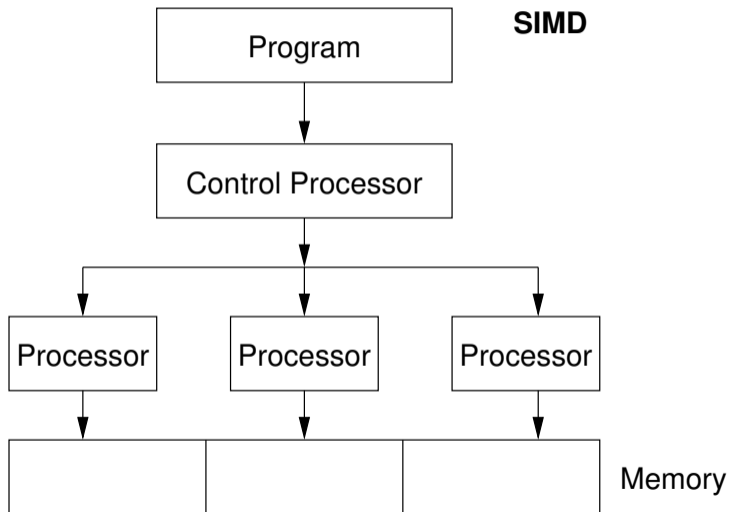 SIMD
Program
Control Processor
Processor
Processor
Processor
Memory